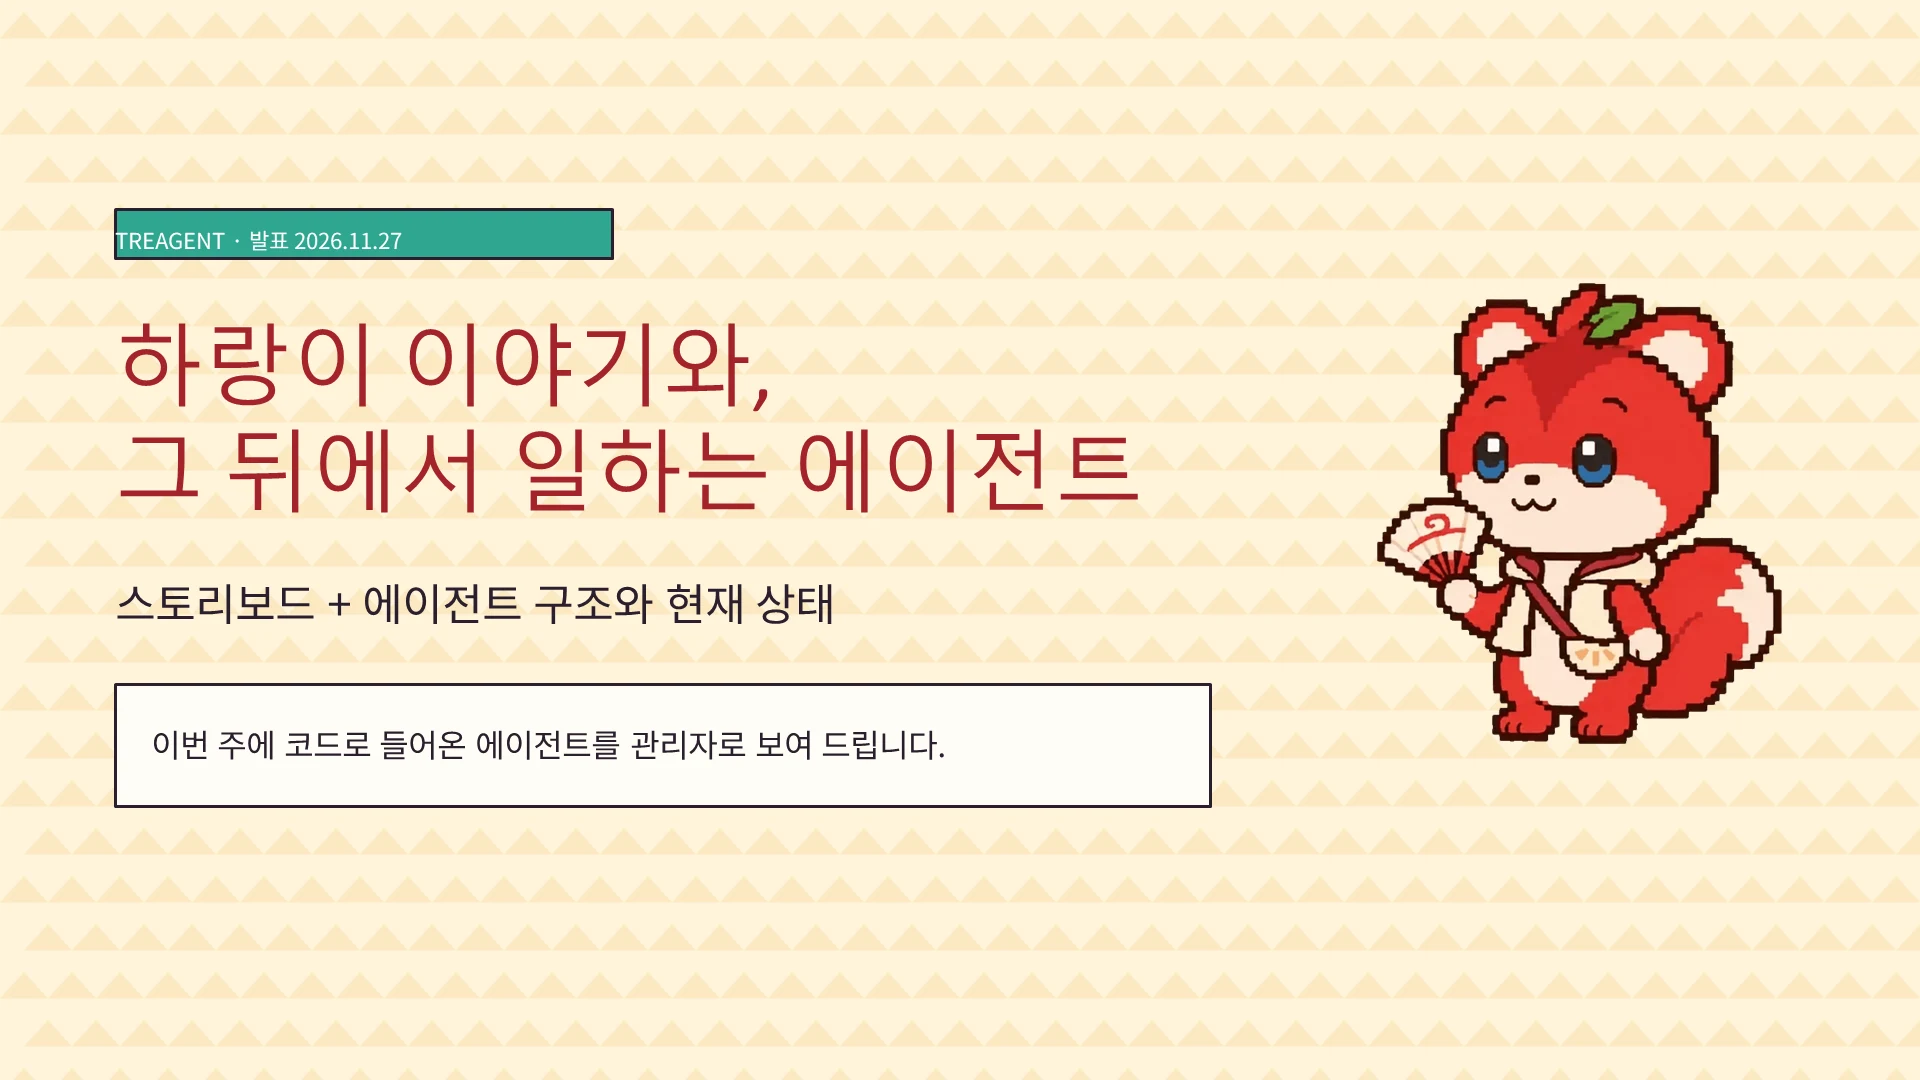 TREAGENT · 발표 2026.11.27
하랑이 이야기와,
그 뒤에서 일하는 에이전트
스토리보드 + 에이전트 구조와 현재 상태
이번 주에 코드로 들어온 에이전트를 관리자로 보여 드립니다.